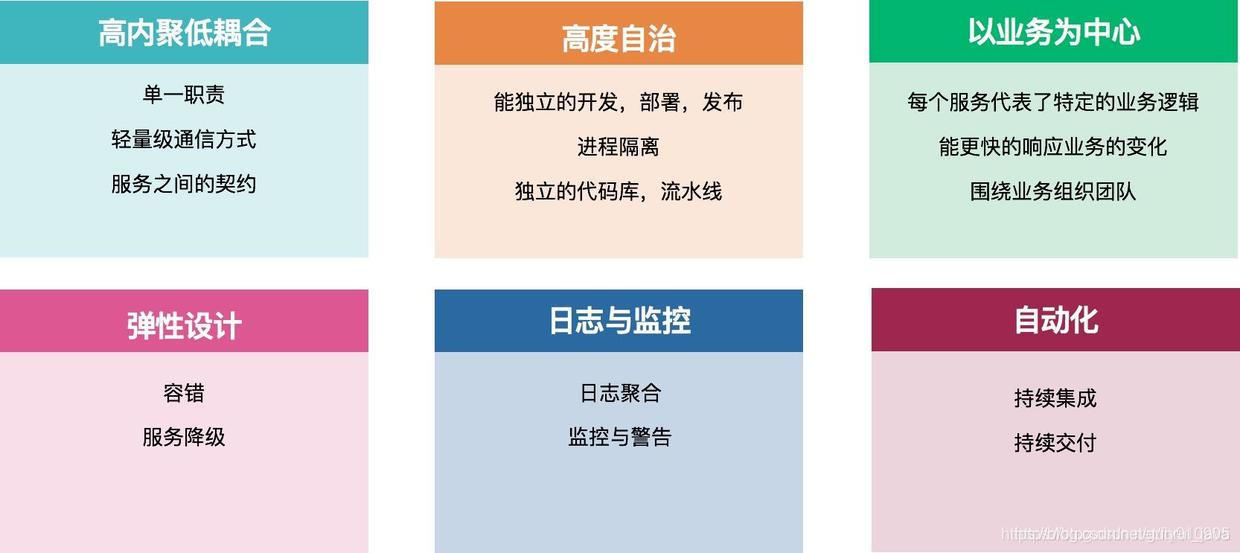 高内聚低耦合
单一职责
轻量级通信方式
服务之间的契约
高度自治
能独立的开发，部署，发布
进程隔离
独立的代码库，流水线
以业务为中心
每个服务代表了特定的业务逻辑
能更快的响应业务的变化
围绕业务组织团队
弹性设计
容错
服务降级
日志与监控
日志聚合
监控与警告
自动化
持续集成
持续交付